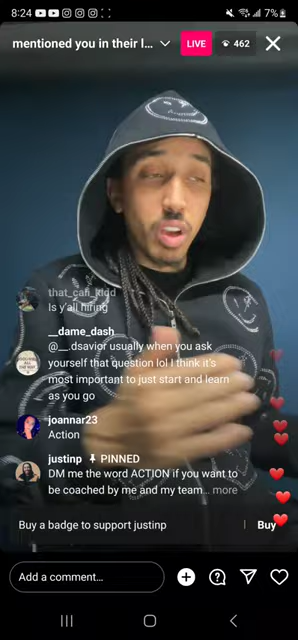 8:24
7%
mentioned you in their l...
LIVE
462
that_cali_kidd
Is y'all hiring
__dame_dash
@__.dsavior usually when you ask
yourself that question lol I think it's
most important to just start and learn
as you go
joannar23
Action
justinp PINNED
DM me the word ACTION if you want to
be coached by me and my team... more
Buy a badge to support justinp
Buy
Add a comment...